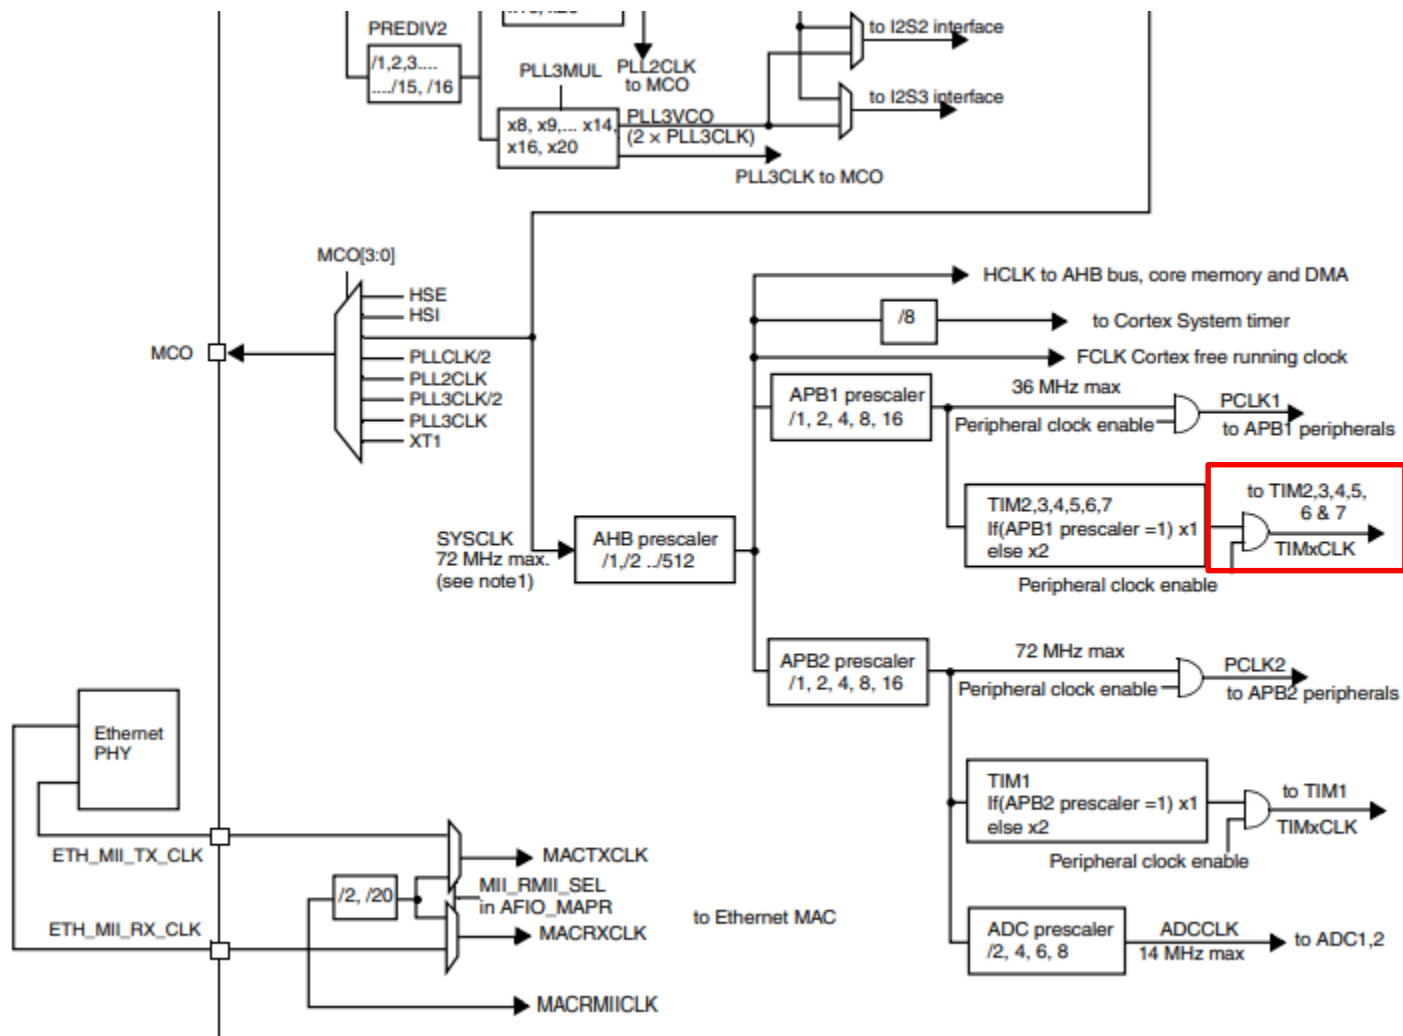 PREDIV2
/1,2,3....
..../15, /16
PLL3MUL
PLL2CLK
to MCO
x8, x9,... x14,
x16, x20
PLL3VCO
(2 × PLL3CLK)
PLL3CLK to MCO
to I2S2 interface
to I2S3 interface
MCO[3:0]
HSE
HSI
PLLCLK/2
PLL2CLK
PLL3CLK/2
PLL3CLK
XT1
MCO
HCLK to AHB bus, core memory and DMA
/8
to Cortex System timer
FCLK Cortex free running clock
APB1 prescaler
/1, 2, 4, 8, 16
36 MHz max
Peripheral clock enable
PCLK1
to APB1 peripherals
TIM2,3,4,5,6,7
If(APB1 prescaler =1) x1
else x2
to TIM2,3,4,5,
6 & 7
TIMxCLK
Peripheral clock enable
SYSCLK
72 MHz max.
(see note1)
AHB prescaler
/1,/2 ../512
APB2 prescaler
/1, 2, 4, 8, 16
72 MHz max
Peripheral clock enable
PCLK2
to APB2 peripherals
TIM1
If(APB2 prescaler =1) x1
else x2
to TIM1
TIMxCLK
Peripheral clock enable
ADC prescaler
/2, 4, 6, 8
ADCCLK
14 MHz max
to ADC1,2
Ethernet
PHY
ETH_MII_TX_CLK
ETH_MII_RX_CLK
/2, /20
MACTXCLK
MII_RMII_SEL
in AFIO_MAPR
MACRXCLK
MACRMIICLK
to Ethernet MAC